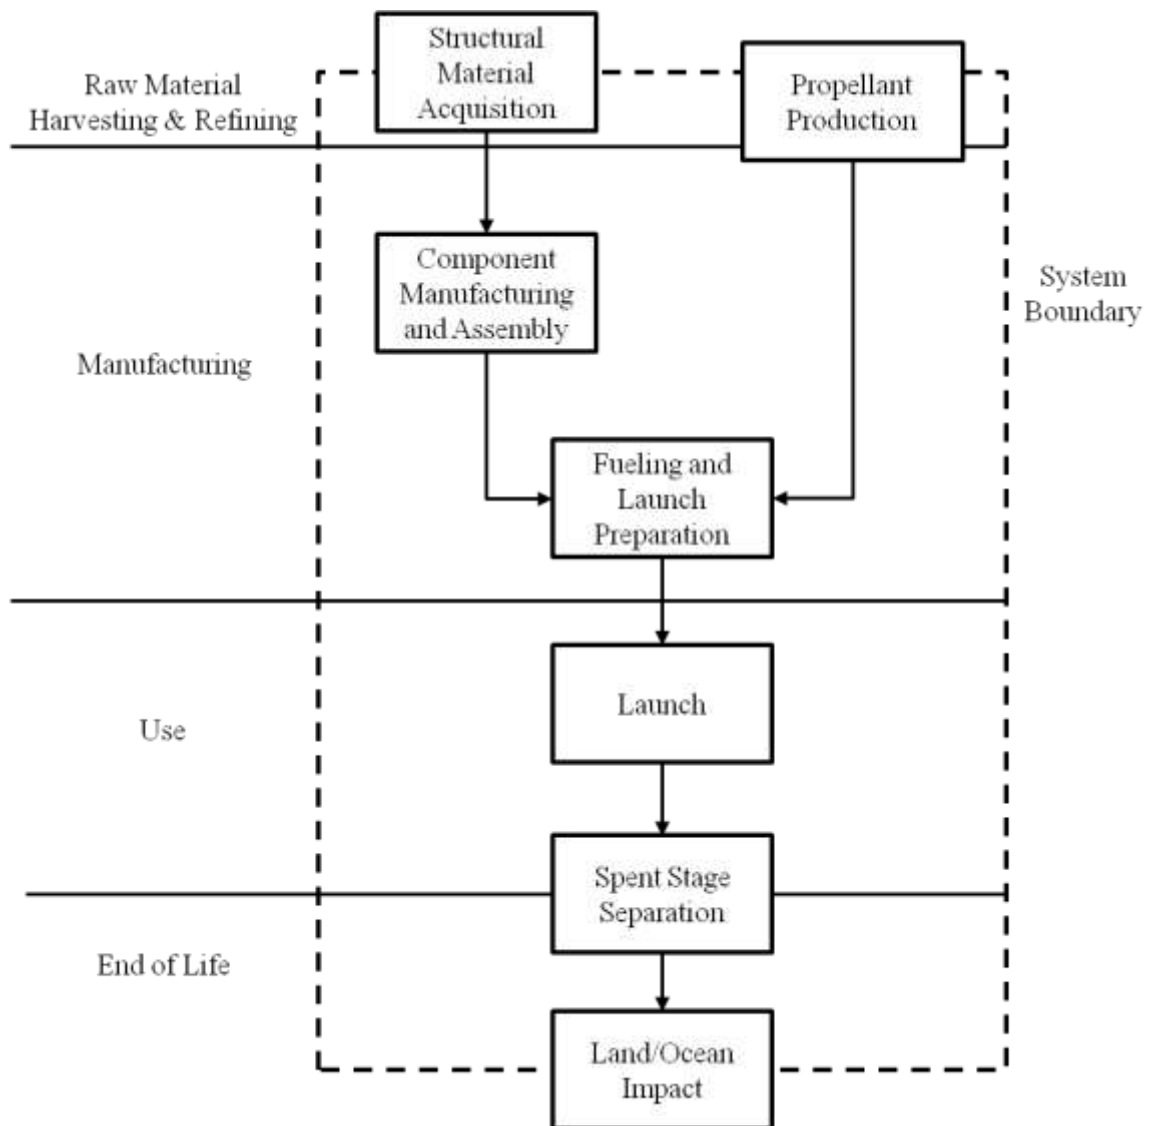 Structural
Material
Acquisition
Propellant
Production
Raw Material
Harvesting & Refining
Component
Manufacturing
and Assembly
System
Boundary
Manufacturing
Fueling and
Launch
Preparation
Launch
Use
Spent Stage
Separation
End of Life
Land/Ocean
Impact